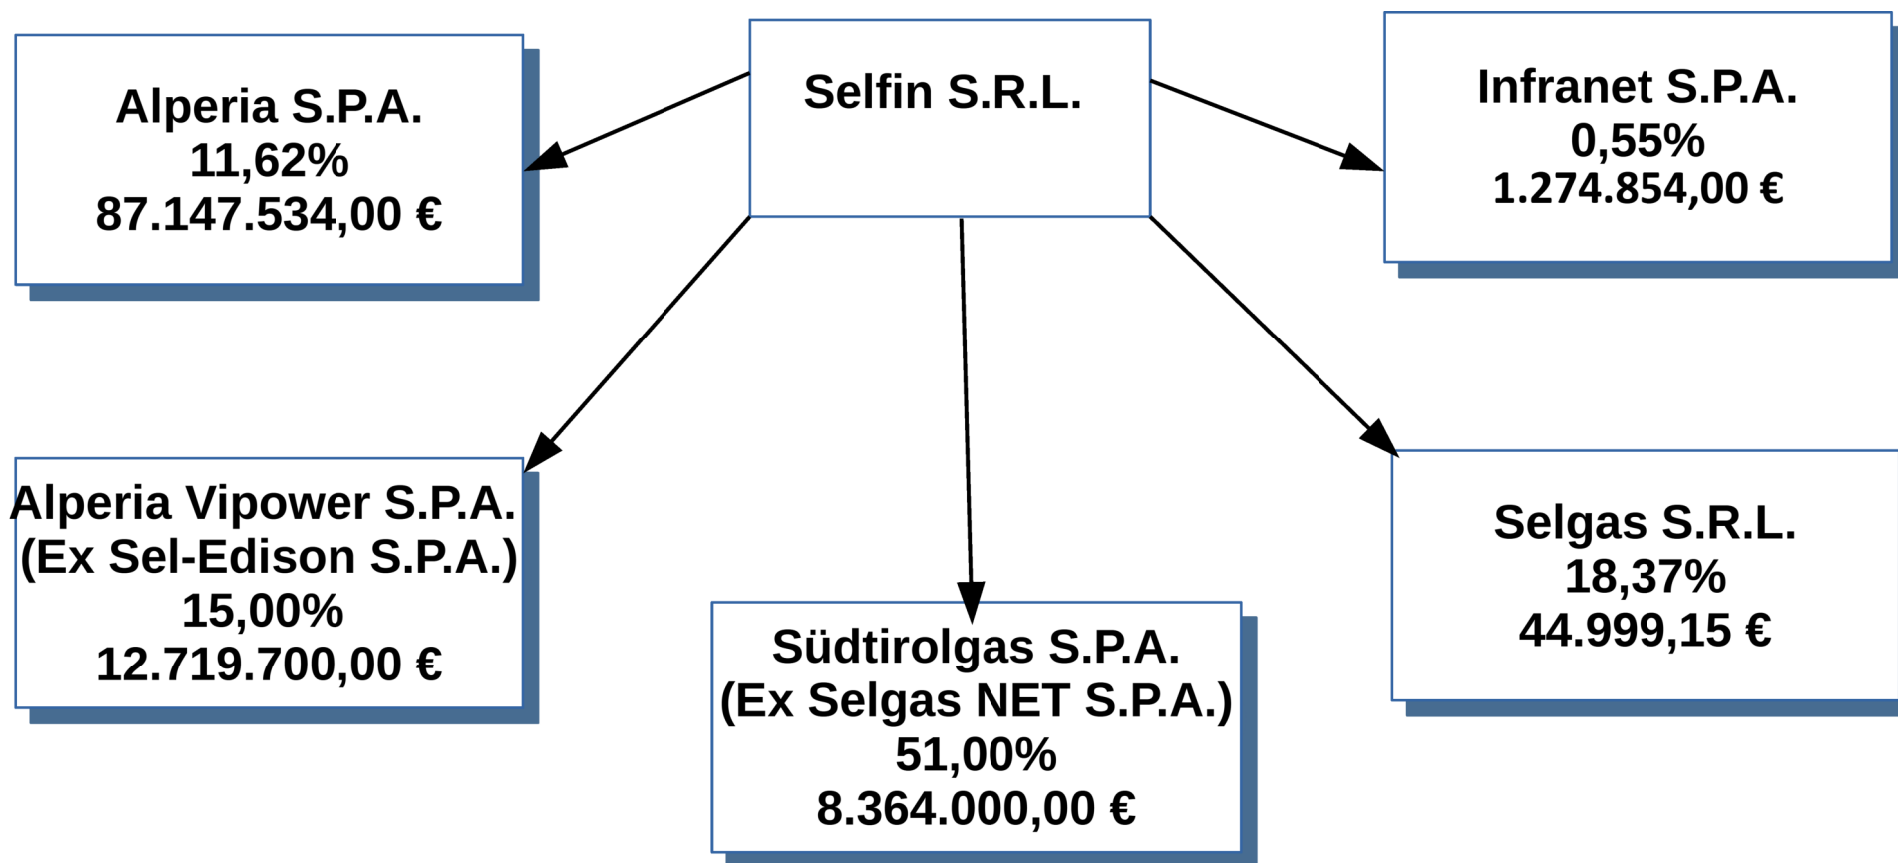 Alperia S.P.A.
11,62%
87.147.534,00 €
Selfin S.R.L.
Infranet S.P.A.
0,55%
1.274.854,00 €
Alperia Vipower S.P.A.
(Ex Sel-Edison S.P.A.)
15,00%
12.719.700,00 €
Südtirolgas S.P.A.
(Ex Selgas NET S.P.A.)
51,00%
8.364.000,00 €
Selgas S.R.L.
18,37%
44.999,15 €